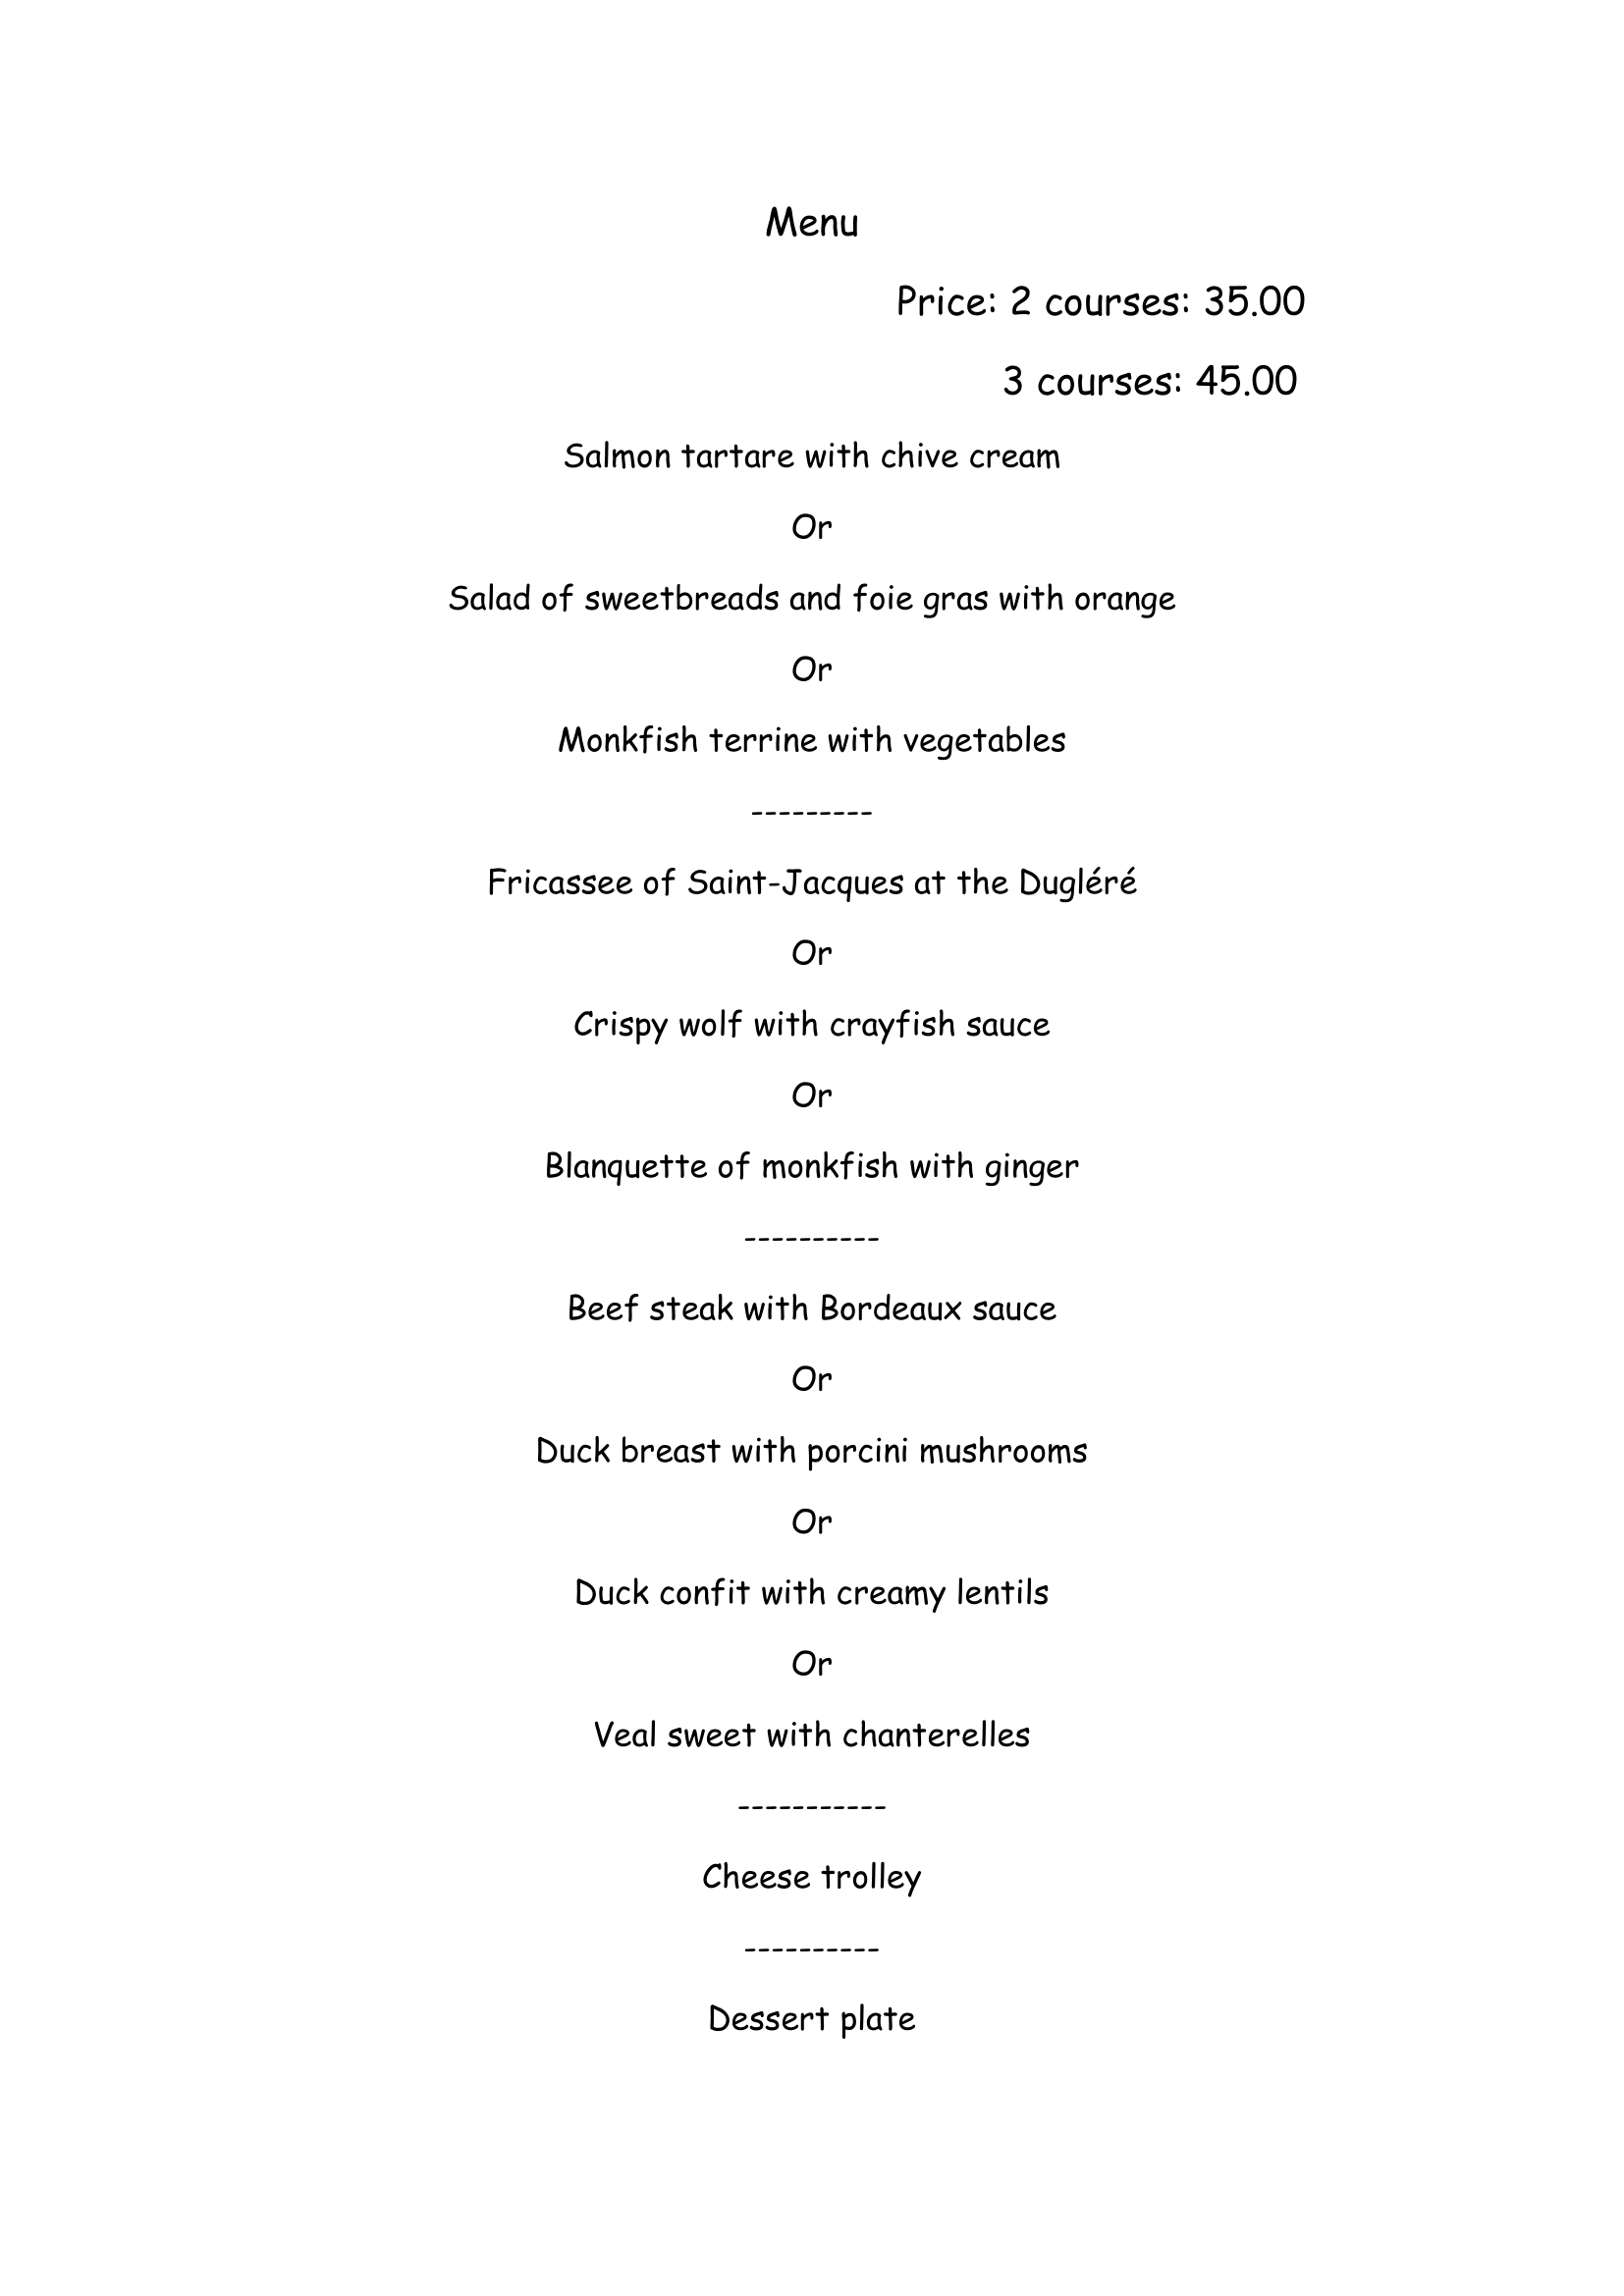 Menu
Price: 2 courses: 35.00
3 courses: 45.00
Salmon tartare with chive cream
Or
Salad of sweetbreads and foie gras with orange
Or
Monkfish terrine with vegetables
---------
Fricassee of Saint-Jacques at the Dugléré
Or
Crispy wolf with crayfish sauce
Or
Blanquette of monkfish with ginger
----------
Beef steak with Bordeaux sauce
Or
Duck breast with porcini mushrooms
Or
Duck confit with creamy lentils
Or
Veal sweet with chanterelles
-----------
Cheese trolley
----------
Dessert plate